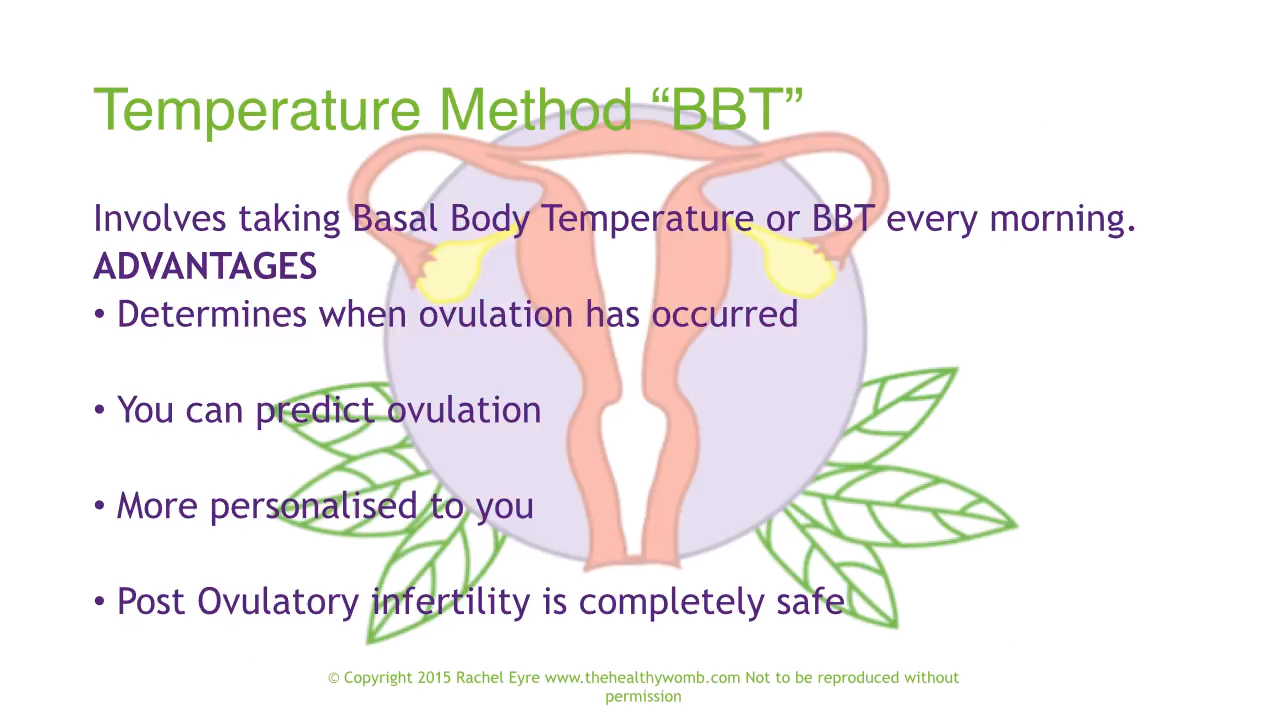 Temperature Method “BBT”
Involves taking Basal Body Temperature or BBT every morning.
ADVANTAGES
• Determines when ovulation has occurred
• You can predict ovulation
• More personalised to you
• Post Ovulatory infertility is completely safe
© Copyright 2015 Rachel Eyre www.thehealthywomb.com Not to be reproduced without
permission